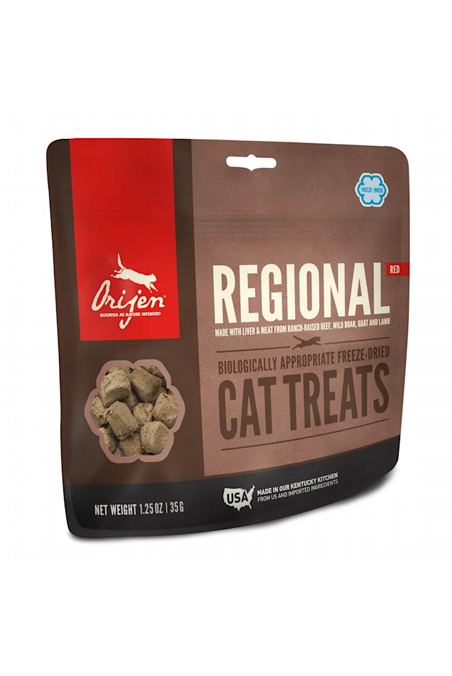 FREEZE-DRIED
Orijen
NOURISH AS NATURE INTENDED
REGIONAL RED
MADE WITH LIVER & MEAT FROM RANCH-RAISED BEEF, WILD BOAR, GOAT AND LAMB
BIOLOGICALLY APPROPRIATE FREEZE-DRIED
CAT TREATS
NET WEIGHT 1.25 OZ | 35 G
USA
MADE IN OUR KENTUCKY KITCHEN
FROM US AND IMPORTED INGREDIENTS